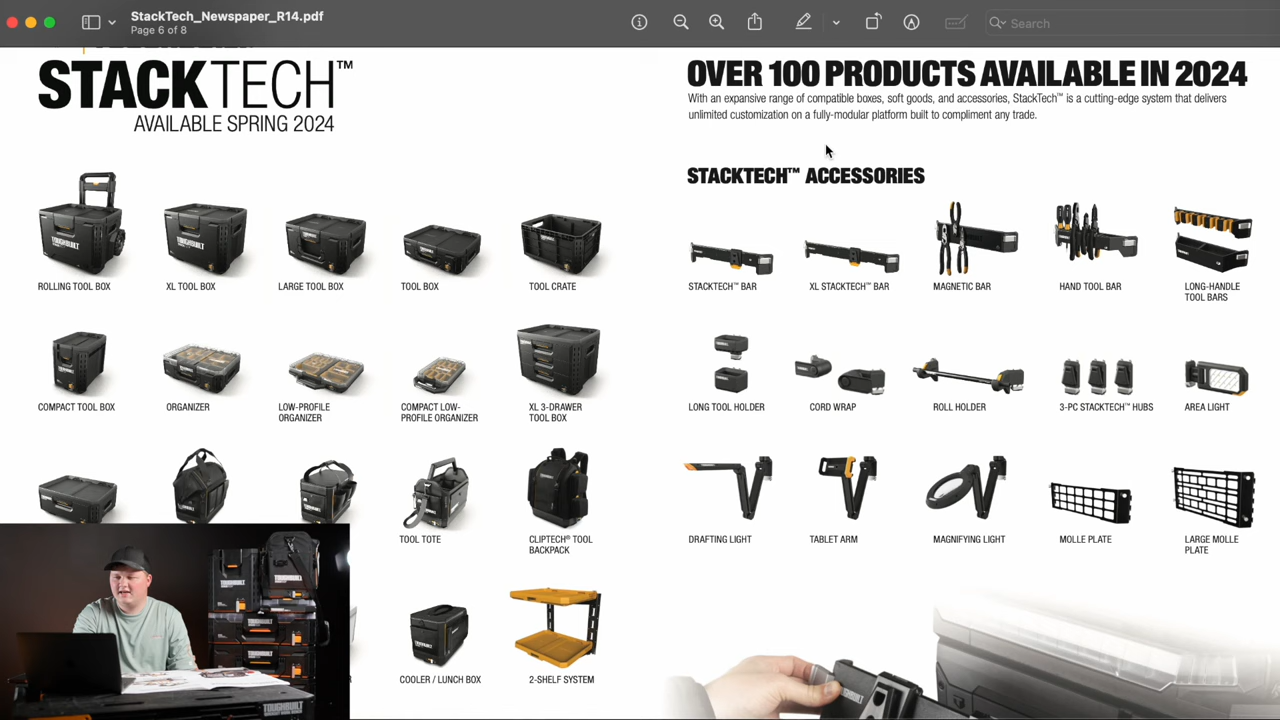 StackTech_Newspaper_R14.pdf
Page 6 of 8
Search
STACKTECH™
AVAILABLE SPRING 2024
OVER 100 PRODUCTS AVAILABLE IN 2024
With an expansive range of compatible boxes, soft goods, and accessories, StackTech™ is a cutting-edge system that delivers
unlimited customization on a fully-modular platform built to compliment any trade.
STACKTECH™ ACCESSORIES
TOUGHBUILT
ROLLING TOOL BOX
XL TOOL BOX
LARGE TOOL BOX
TOOL BOX
TOOL CRATE
COMPACT TOOL BOX
ORGANIZER
LOW-PROFILE
ORGANIZER
COMPACT LOW-
PROFILE ORGANIZER
XL 3-DRAWER
TOOL BOX
TOOL TOTE
CLIPTECH® TOOL
BACKPACK
COOLER / LUNCH BOX
2-SHELF SYSTEM
STACKTECH™ BAR
XL STACKTECH™ BAR
MAGNETIC BAR
HAND TOOL BAR
LONG-HANDLE
TOOL BARS
LONG TOOL HOLDER
CORD WRAP
ROLL HOLDER
3-PC STACKTECH™ HUBS
AREA LIGHT
DRAFTING LIGHT
TABLET ARM
MAGNIFYING LIGHT
MOLLE PLATE
LARGE MOLLE
PLATE
TOUGHBUILT
TOUGHBUILT
TOUGHBUILT
TOUGHBUILT